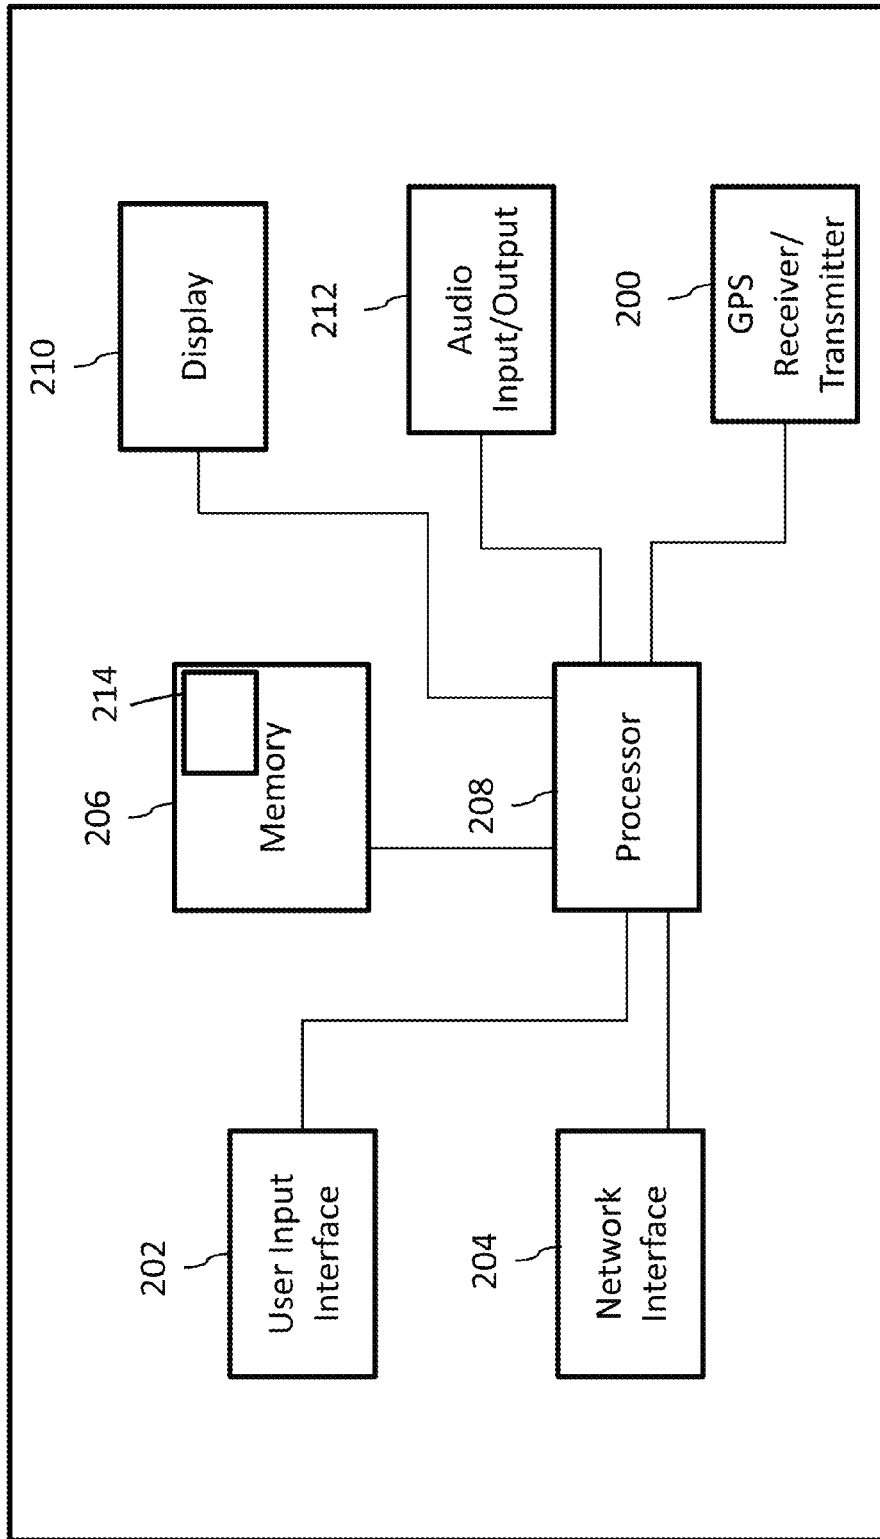 202
User Input
Interface
204
Network
Interface
206
214
Memory
208
Processor
210
Display
212
Audio
Input/Output
200
GPS
Receiver/
Transmitter